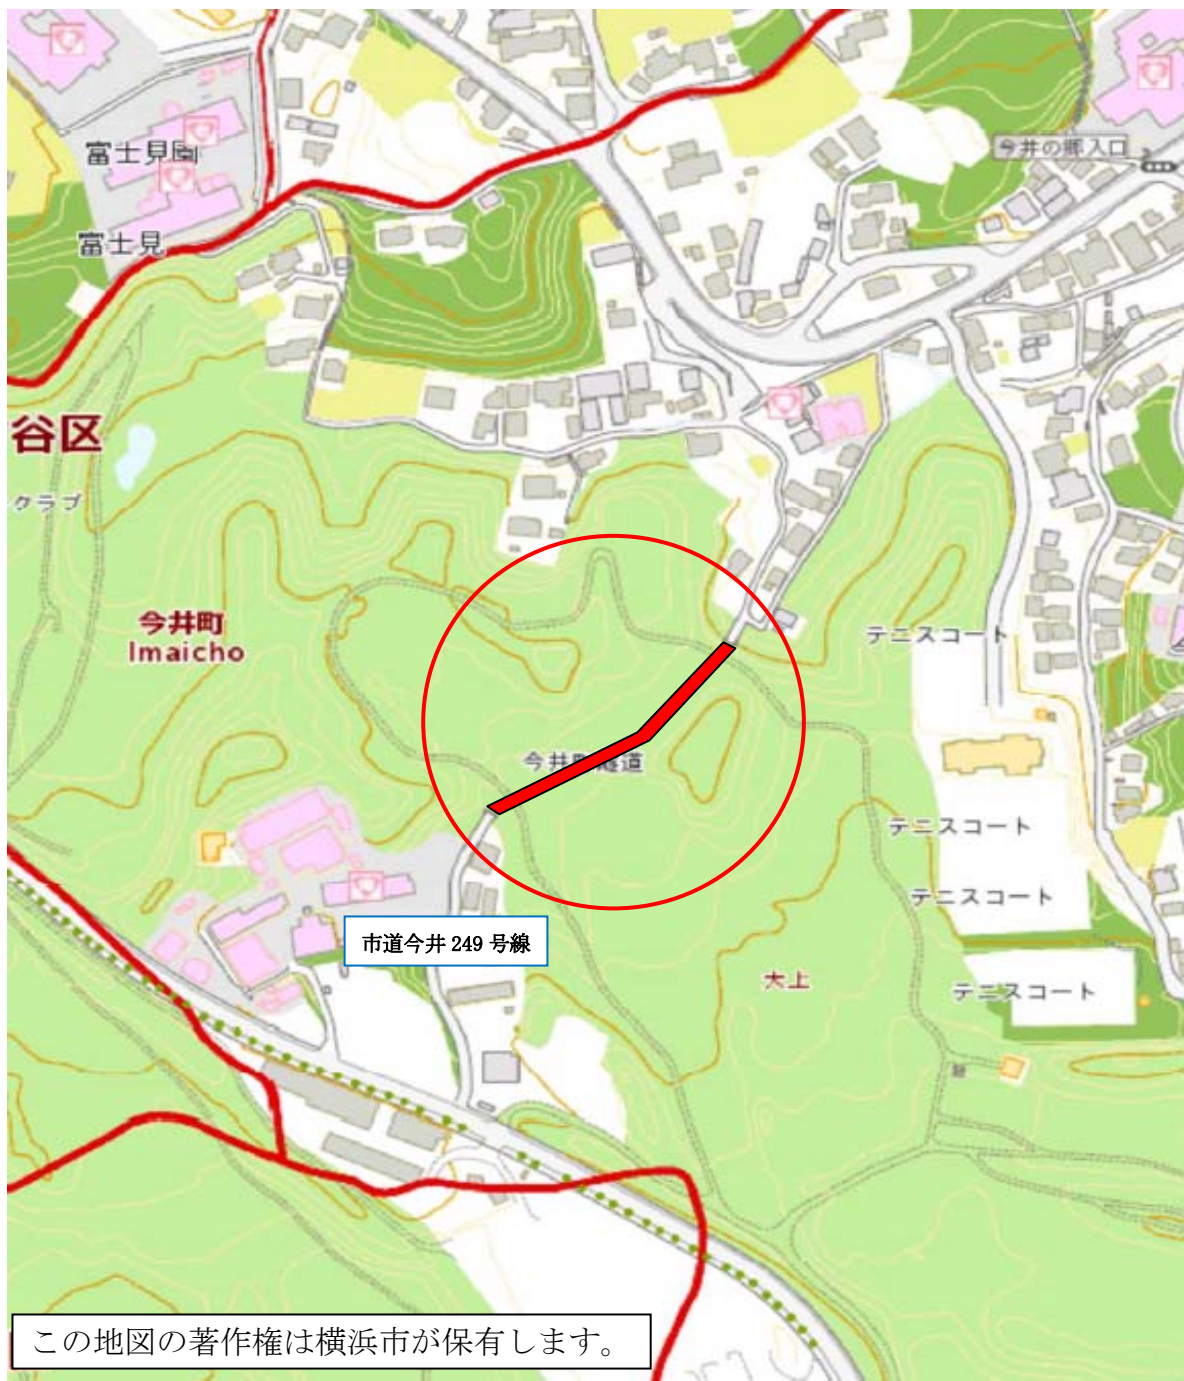 富士見園
今井の郷入口
富士見
谷区
クラブ
今井町
Imaicho
テニスコート
今井町隧道
テニスコート
テニスコート
市道今井 249 号線
大上
テニスコート
この地図の著作権は横浜市が保有します。